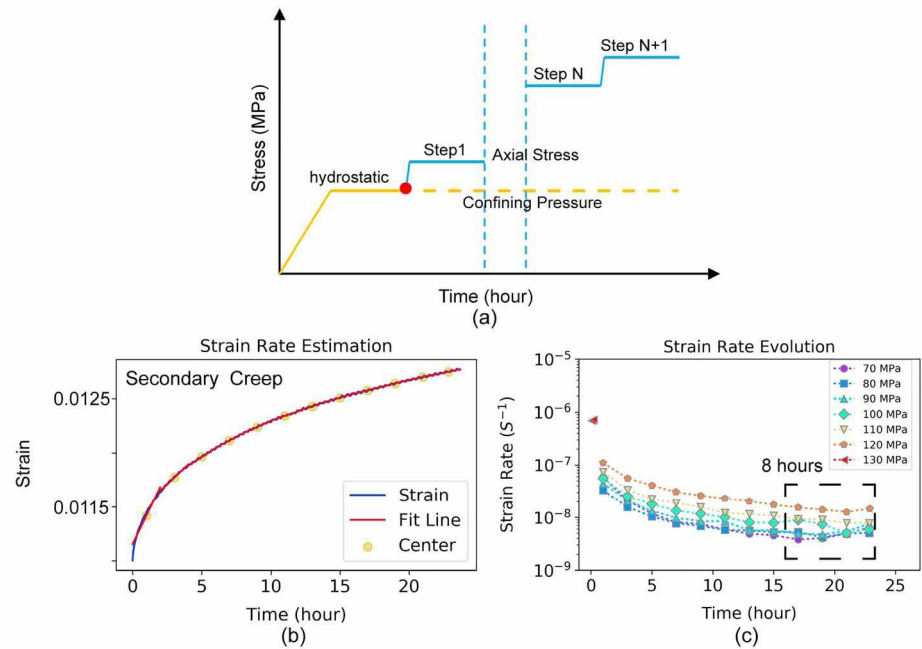 Stress (MPa)
Step N+1
Step N
Step1
Axial Stress
hydrostatic
Confining Pressure
Time (hour)
(a)
Strain Rate Estimation
Secondary Creep
Strain
0.0125
0.0115
Strain
Fit Line
Center
0
10
20
Time (hour)
(b)
Strain Rate Evolution
Strain Rate (S⁻¹)
10⁻⁵
10⁻⁶
10⁻⁷
10⁻⁸
10⁻⁹
70 MPa
80 MPa
90 MPa
100 MPa
110 MPa
120 MPa
130 MPa
8 hours
0
5
10
15
20
25
Time (hour)
(c)